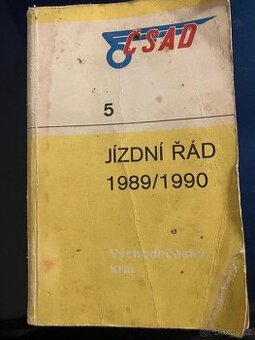 ČSAD
5
JÍZDNÍ ŘÁD
1989/1990
Východočeský
kraj